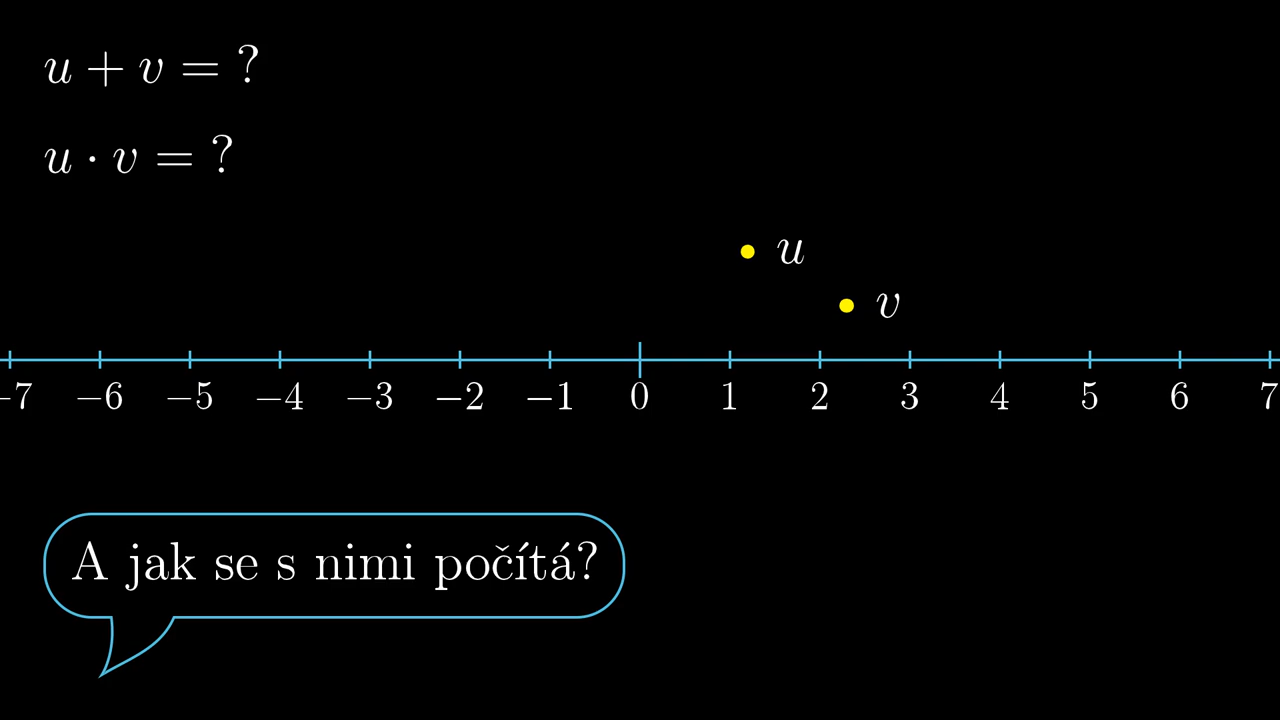 u + v = ?
u · v = ?
u
v
−7 −6 −5 −4 −3 −2 −1 0 1 2 3 4 5 6 7
A jak se s nimi počítá?